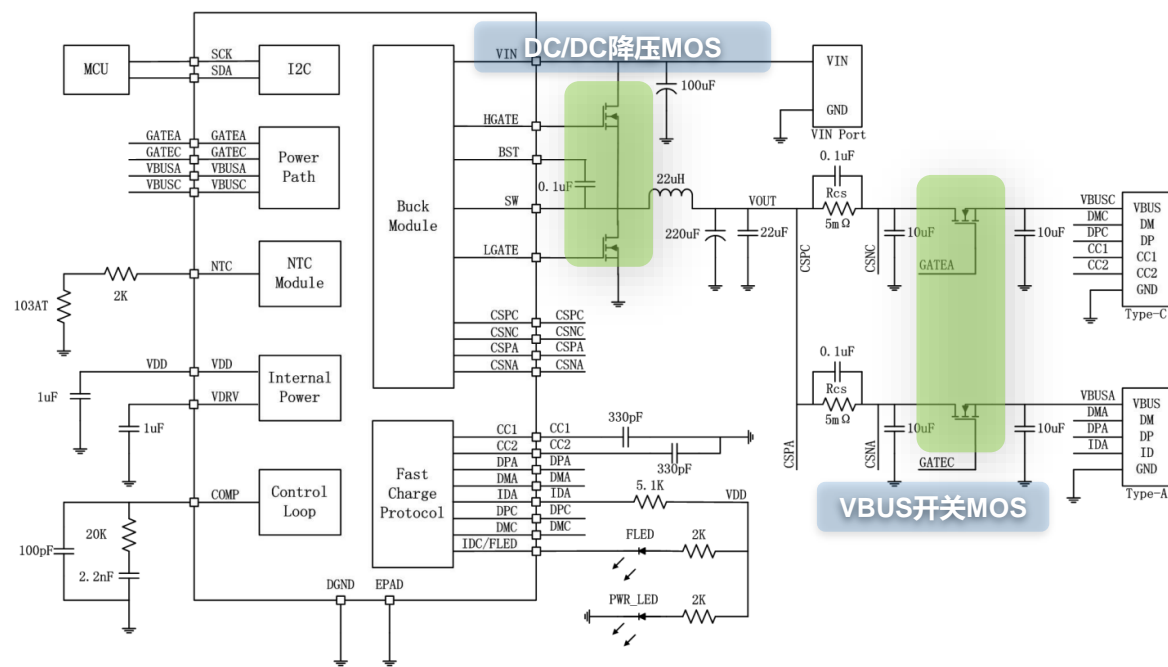 DC/DC降压MOS
VIN
VIN
GND
VIN Port
100uF
MCU
SCK
SDA
I2C
GATEA
GATEC
VBUSA
VBUSC
GATEA
GATEC
VBUSA
VBUSC
Power
Path
Buck
Module
HGATE
BST
SW
LGATE
0.1uF
22uH
VOUT
220uF
22uF
0.1uF
Rcs
5mΩ
CSPC
CSNC
10uF
GATEA
10uF
VBUSC
DMC
DPC
CC1
CC2
VBUS
DM
DP
CC1
CC2
GND
Type-C
NTC
NTC
Module
2K
103AT
CSPC
CSNC
CSPA
CSNA
CSPC
CSNC
CSPA
CSNA
0.1uF
Rcs
5mΩ
CSPA
CSNA
10uF
GATEC
10uF
VBUSA
DMA
DPA
IDA
VBUS
DM
DP
ID
GND
Type-A
VBUS开关MOS
VDD
VDD
VDRV
Internal
Power
1uF
1uF
COMP
Control
Loop
100pF
20K
2.2nF
Fast
Charge
Protocol
CC1
CC2
DPA
DMA
IDA
DPC
DMC
IDC/FLED
CC1
CC2
DPA
DMA
IDA
DPC
DMC
330pF
330pF
5.1K
VDD
FLED
2K
PWR_LED
2K
DGND
EPAD